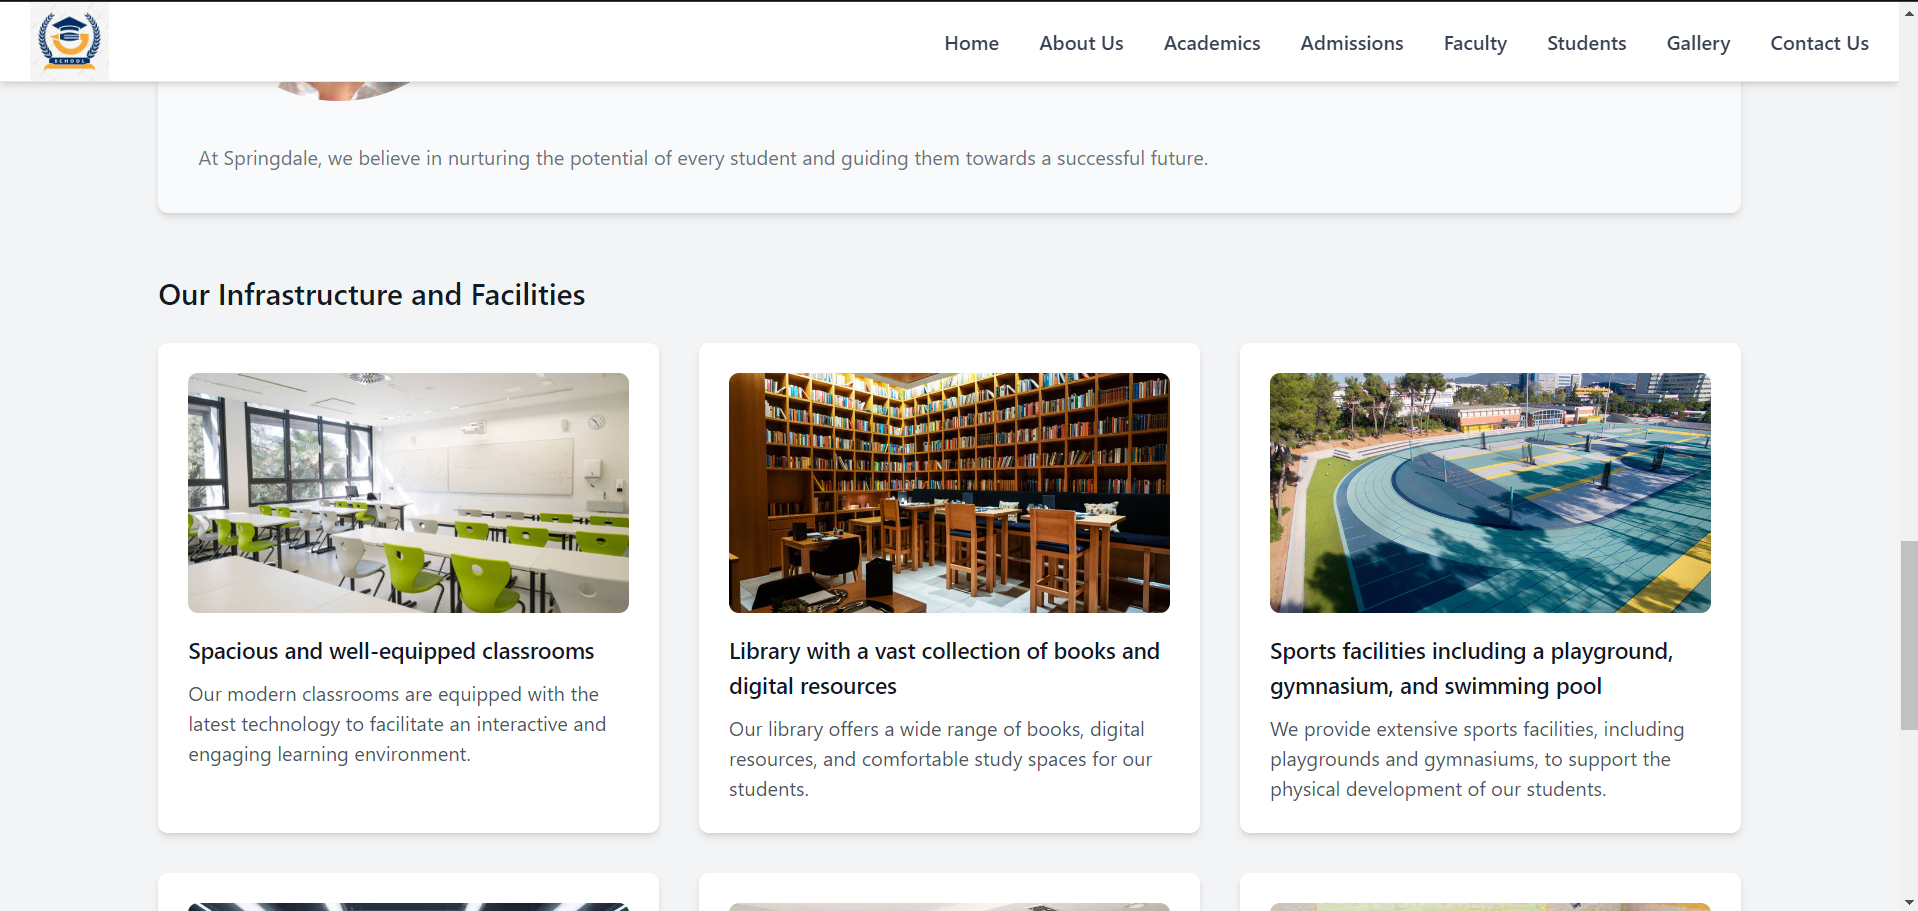 SCHOOL
Home About Us Academics Admissions Faculty Students Gallery Contact Us
At Springdale, we believe in nurturing the potential of every student and guiding them towards a successful future.
Our Infrastructure and Facilities
Spacious and well-equipped classrooms
Our modern classrooms are equipped with the
latest technology to facilitate an interactive and
engaging learning environment.
Library with a vast collection of books and
digital resources
Our library offers a wide range of books, digital
resources, and comfortable study spaces for our
students.
Sports facilities including a playground,
gymnasium, and swimming pool
We provide extensive sports facilities, including
playgrounds and gymnasiums, to support the
physical development of our students.